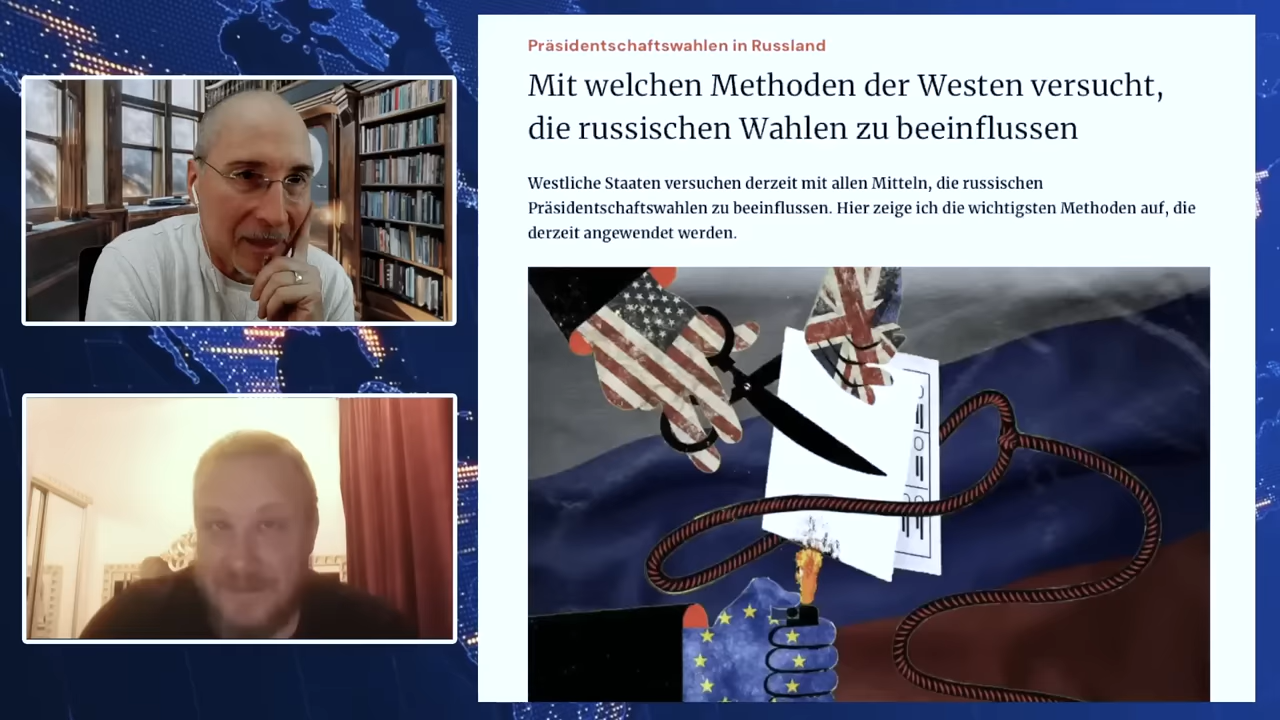 Präsidentschaftswahlen in Russland
Mit welchen Methoden der Westen versucht,
die russischen Wahlen zu beeinflussen
Westliche Staaten versuchen derzeit mit allen Mitteln, die russischen
Präsidentschaftswahlen zu beeinflussen. Hier zeige ich die wichtigsten Methoden auf, die
derzeit angewendet werden.